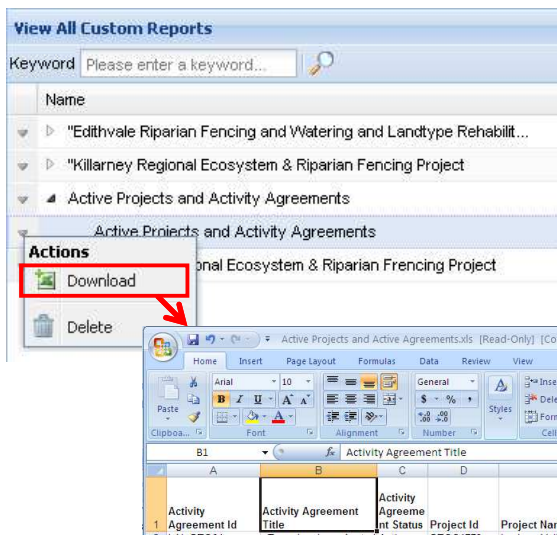 View All Custom Reports
Keyword Please enter a keyword...
Name
"Edithvale Riparian Fencing and Watering and Landtype Rehabilit...
"Killarney Regional Ecosystem & Riparian Fencing Project
Active Projects and Activity Agreements
Active Projects and Activity Agreements
Actions
onal Ecosystem & Riparian Frencing Project
Download
Delete
Active Projects and Active Agreements.xls [Read-Only] [Co
Home Insert Page Layout Formulas Data Review View
Arial 10 General Inse
Paste B I U A A $ % , Styles Dele
A Form
Clipboa... Font Alignment Number Cell
B1 fx Activity Agreement Title
A B C D
Activity
Activity Activity Agreement Agreeme
1 Agreement Id Title nt Status Project Id Project Nar